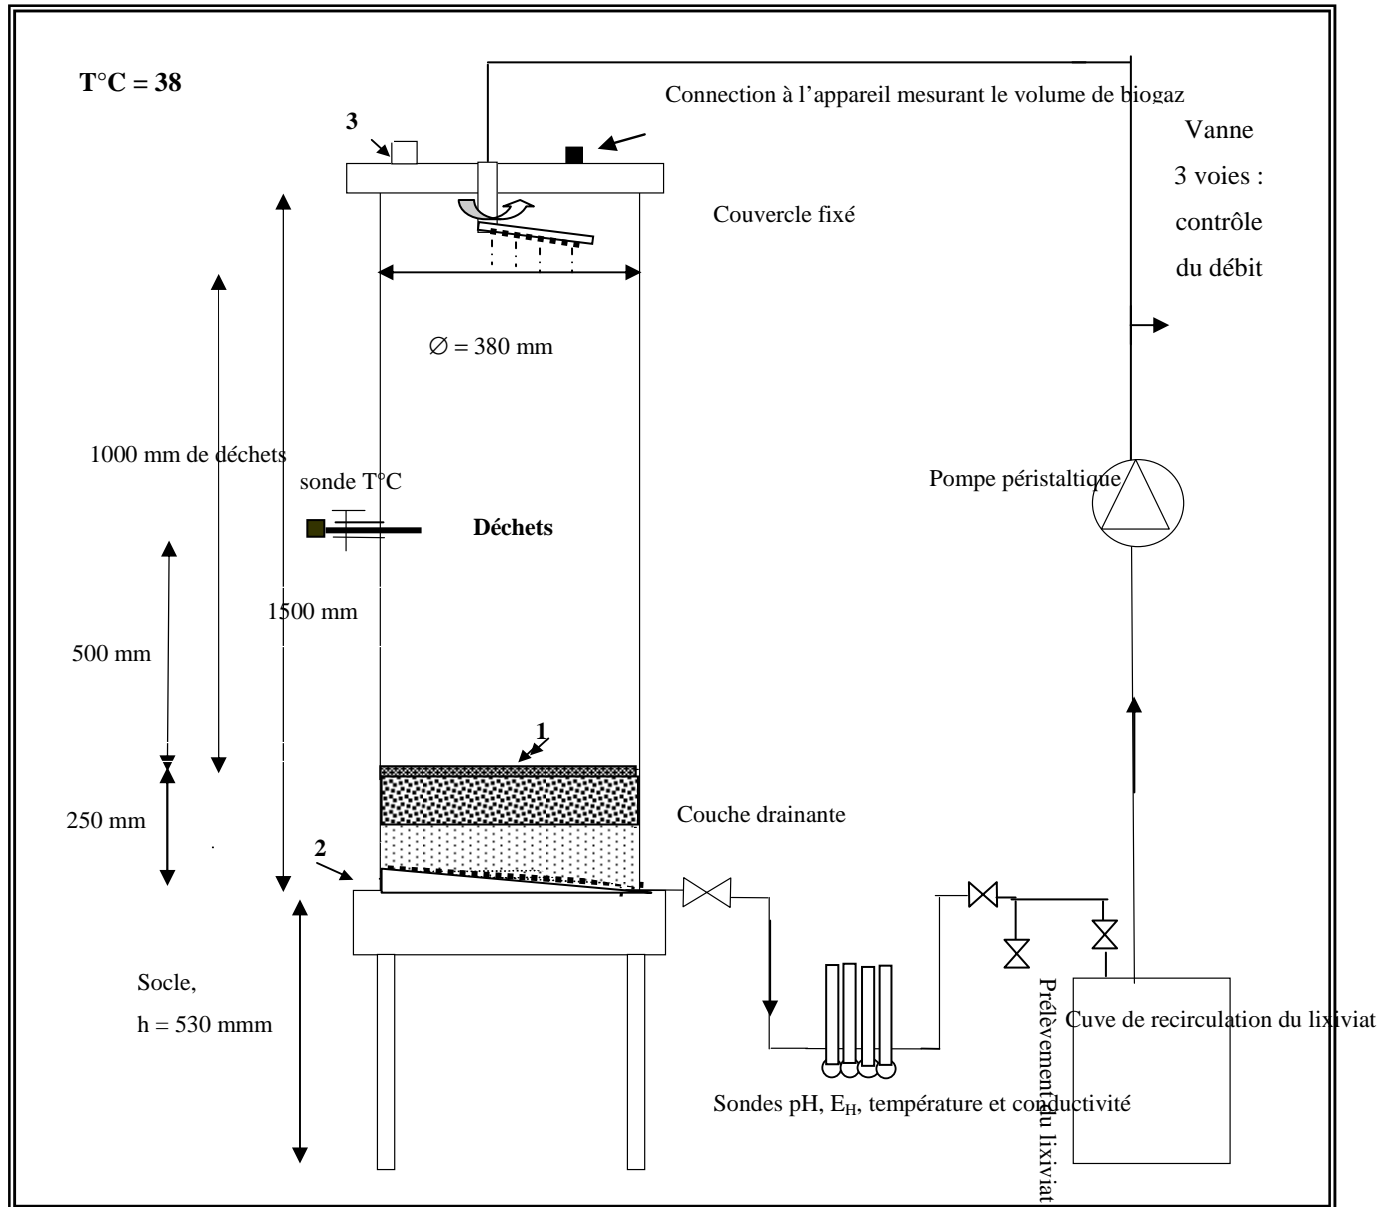 T°C = 38
Connection à l'appareil mesurant le volume de biogaz
3
Vanne
3 voies :
contrôle
du débit
Couvercle fixé
∅ = 380 mm
1000 mm de déchets
sonde T°C
Pompe péristaltique
Déchets
1500 mm
500 mm
1
250 mm
Couche drainante
2
Socle,
h = 530 mmm
Prélèvement du lixiviat
Cuve de recirculation du lixiviat
Sondes pH, E_H, température et conductivité